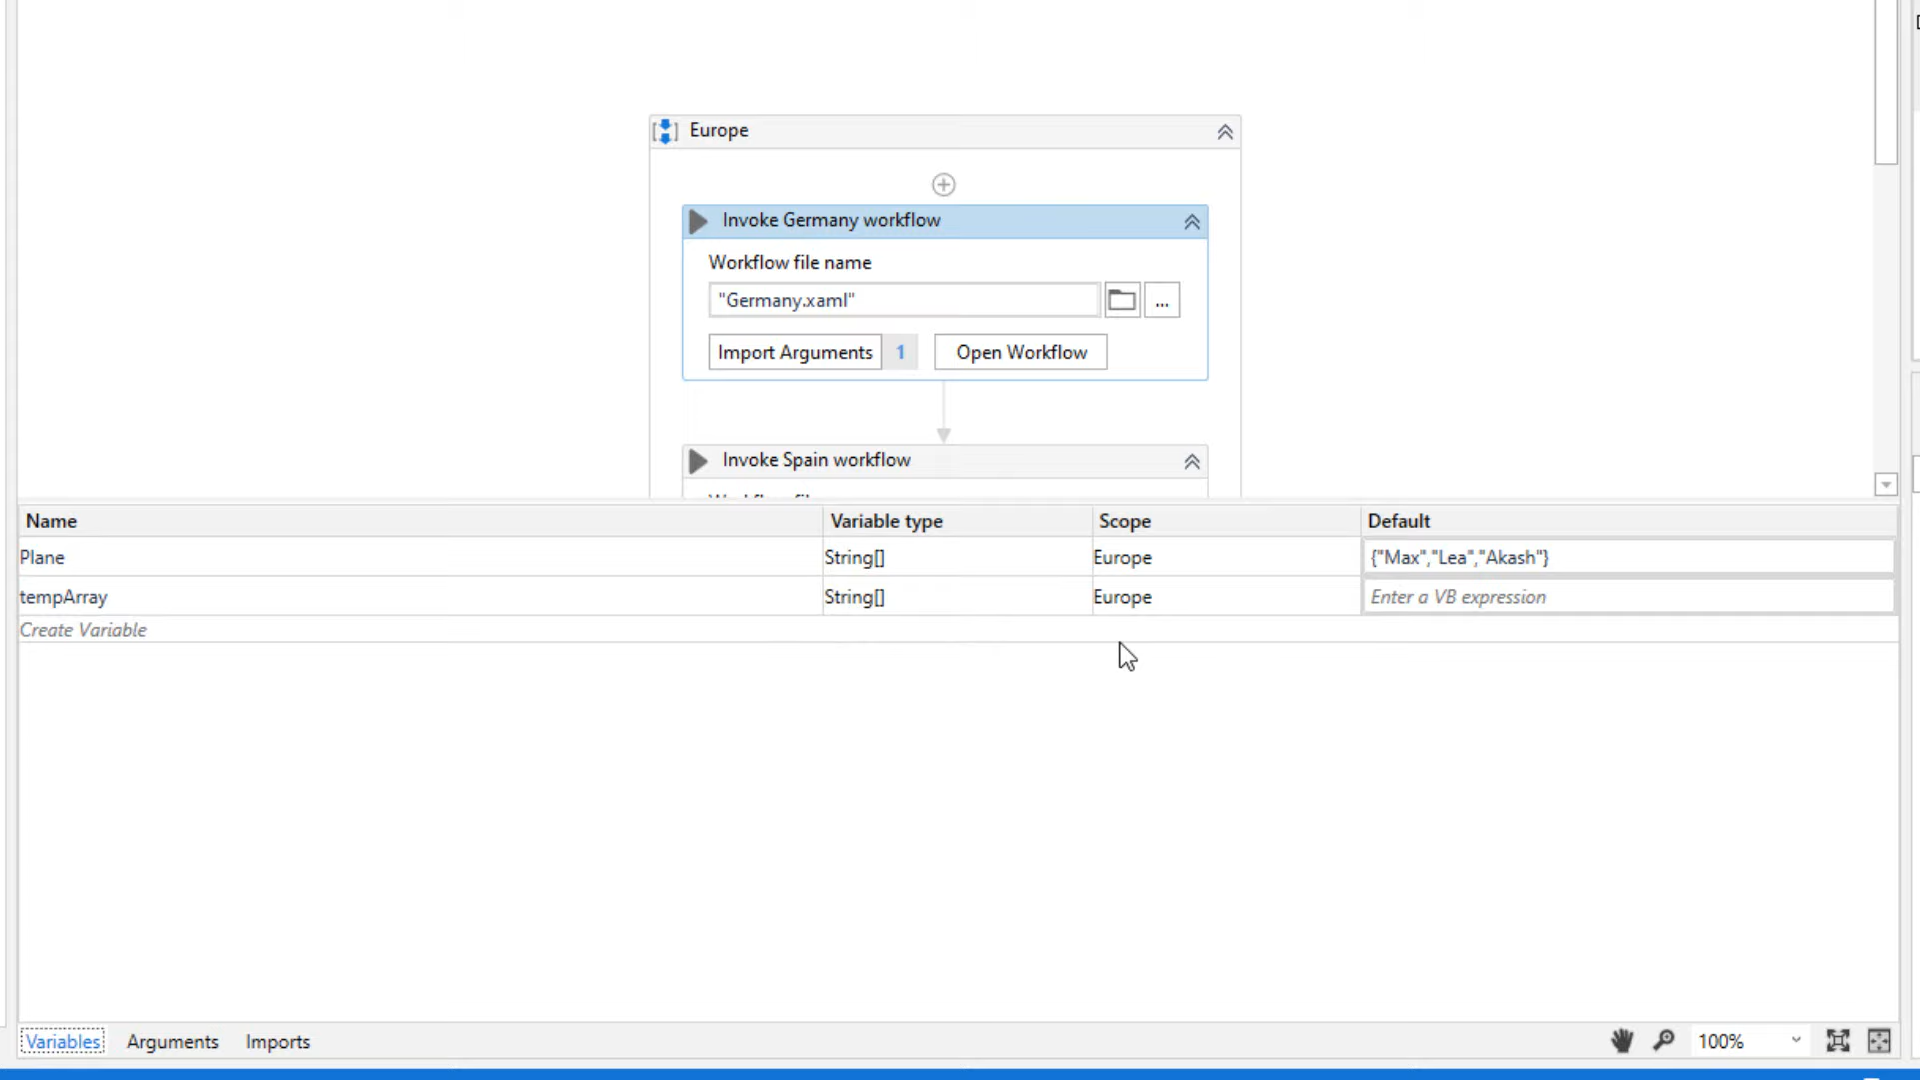 Europe
Invoke Germany workflow
Workflow file name
"Germany.xaml"
...
Import Arguments 1 Open Workflow
Invoke Spain workflow
Name Variable type Scope Default
Plane String[] Europe {"Max","Lea","Akash"}
tempArray String[] Europe Enter a VB expression
Create Variable
Variables Arguments Imports 100%